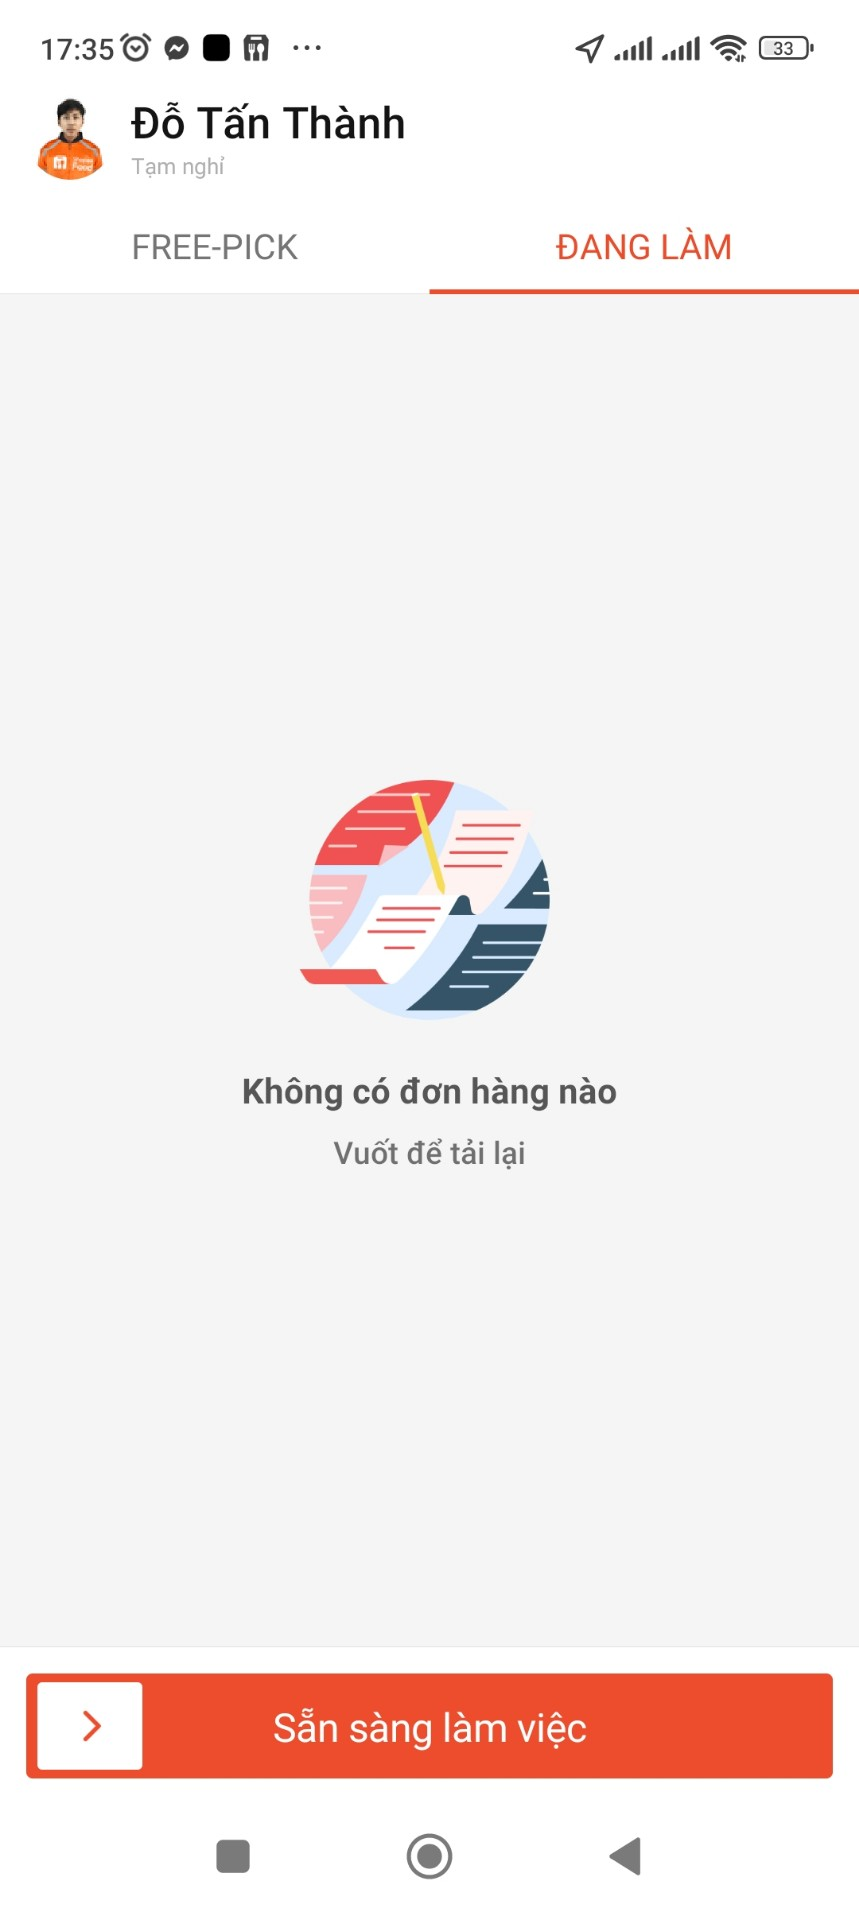 17:35
33
Đỗ Tấn Thành
Tạm nghỉ
FREE-PICK
ĐANG LÀM
Không có đơn hàng nào
Vuốt để tải lại
Sẵn sàng làm việc